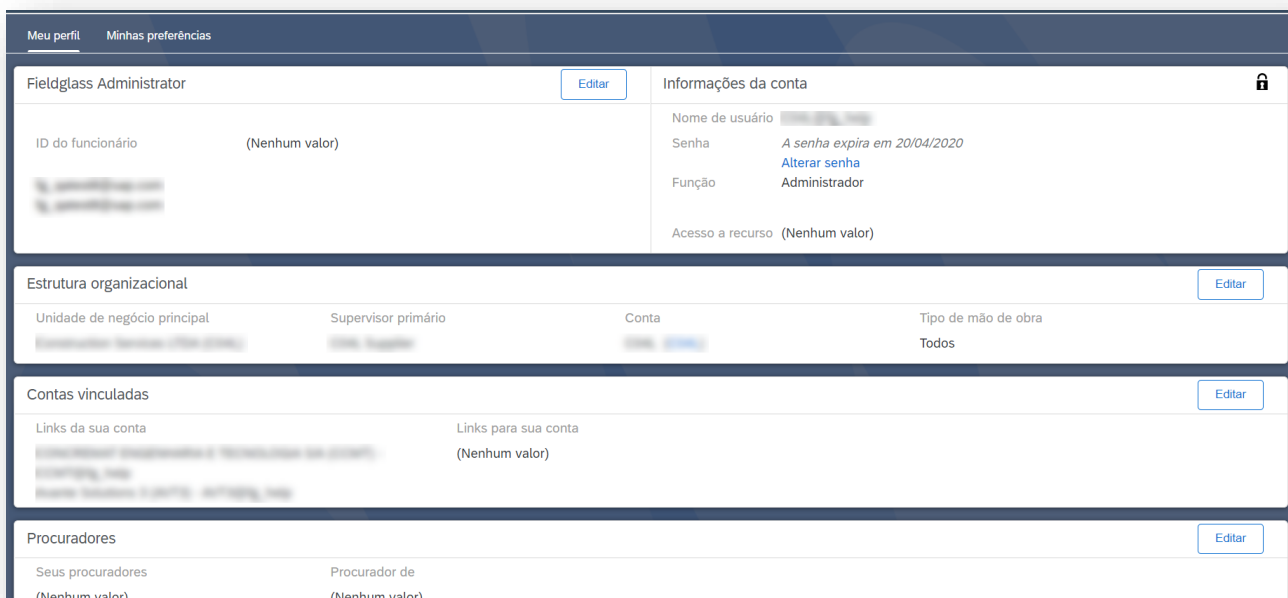 Meu perfil Minhas preferências
Fieldglass Administrator Editar Informações da conta
Nome de usuário
ID do funcionário (Nenhum valor) Senha A senha expira em 20/04/2020
Alterar senha
Função Administrador
Acesso a recurso (Nenhum valor)
Estrutura organizacional Editar
Unidade de negócio principal Supervisor primário Conta Tipo de mão de obra
Todos
Contas vinculadas Editar
Links da sua conta Links para sua conta
(Nenhum valor)
Procuradores Editar
Seus procuradores Procurador de
(Nenhum valor) (Nenhum valor)